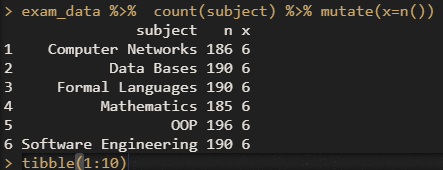 > exam_data %>%  count(subject) %>% mutate(x=n())
               subject   n x
1    Computer Networks 186 6
2           Data Bases 190 6
3     Formal Languages 190 6
4          Mathematics 185 6
5                  OOP 196 6
6 Software Engineering 190 6
> tibble(1:10)